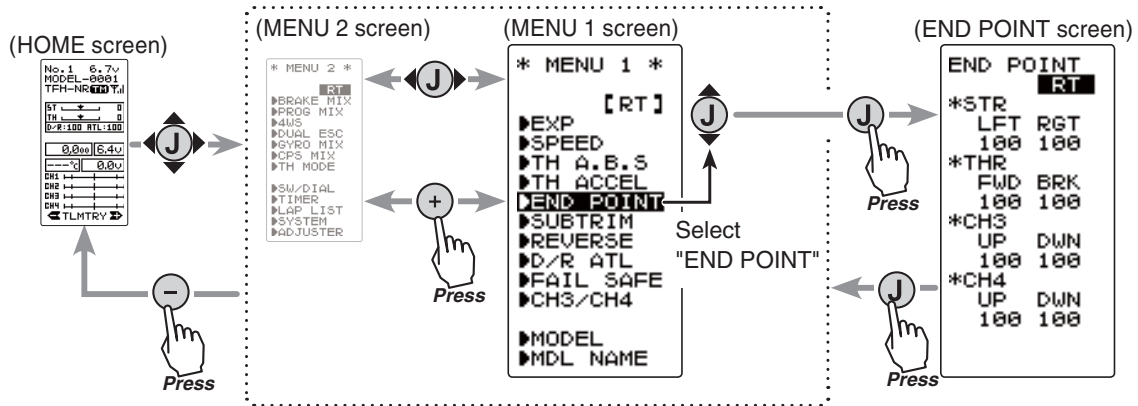 (HOME screen)
No.1 6.7v
MODEL-0001
TFH-NR TM
ST 0
TH 0
D/R:100 ATL:100
6.4v
---°C 0.0v
CH1
CH2
CH3
CH4
TLMTRY
Press
(MENU 2 screen)
* MENU 2 *
RT
BRAKE MIX
PROG MIX
4WS
DUAL ESC
GYRO MIX
CPS MIX
TH MODE
SW/DIAL
TIMER
LAP LIST
SYSTEM
ADJUSTER
J
J
+
Press
−
(MENU 1 screen)
* MENU 1 *
[RT]
EXP
SPEED
TH A.B.S
TH ACCEL
END POINT
SUBTRIM
REVERSE
D/R ATL
FAIL SAFE
CH3/CH4
MODEL
MDL NAME
J
Select
"END POINT"
J
Press
J
Press
(END POINT screen)
END POINT
RT
*STR
LFT RGT
100 100
*THR
FWD BRK
100 100
*CH3
UP DWN
100 100
*CH4
UP DWN
100 100